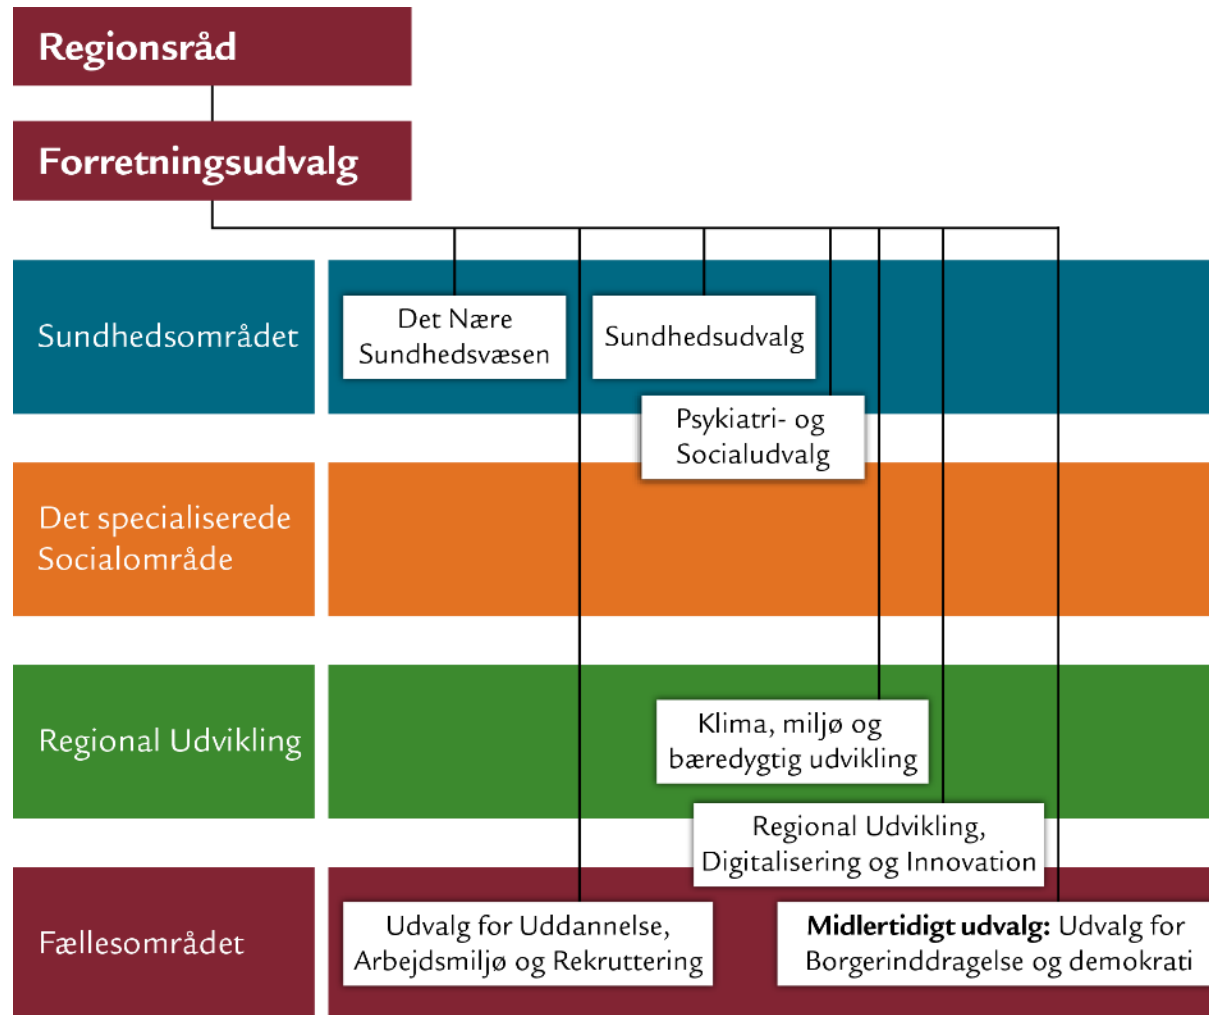 Regionsråd
Forretningsudvalg
Sundhedsområdet
Det Nære
Sundhedsvæsen
Sundhedsudvalg
Psykiatri- og
Socialudvalg
Det specialiserede
Socialområde
Regional Udvikling
Klima, miljø og
bæredygtig udvikling
Regional Udvikling,
Digitalisering og Innovation
Fællesområdet
Udvalg for Uddannelse,
Arbejdsmiljø og Rekruttering
Midlertidigt udvalg: Udvalg for
Borgerinddragelse og demokrati